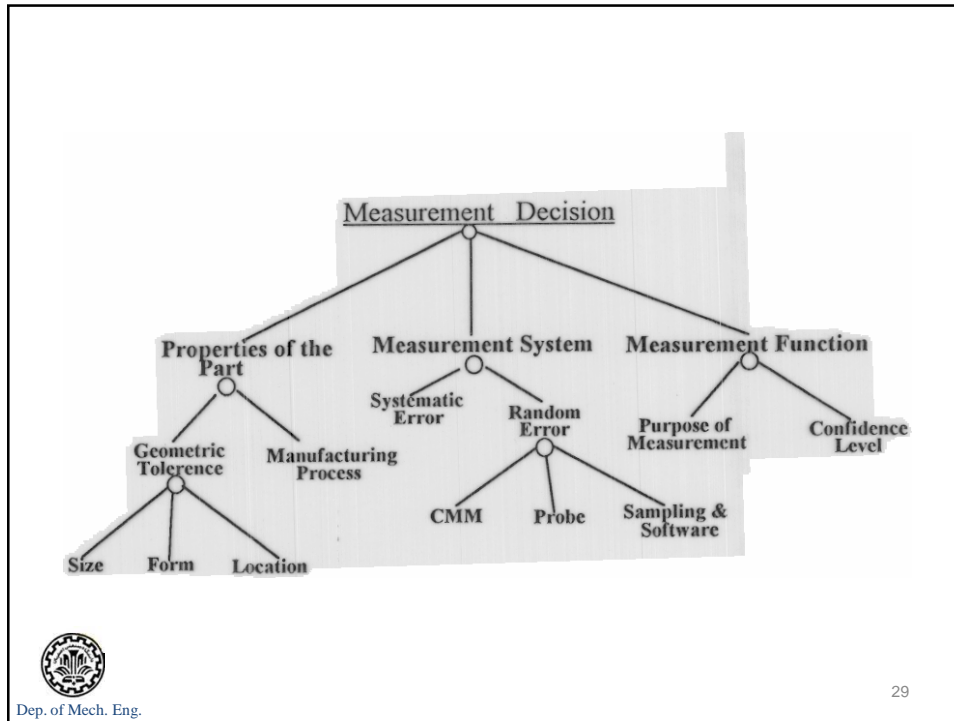 Measurement Decision
Properties of the
Part
Measurement System
Measurement Function
Systematic
Error
Random
Error
Purpose of
Measurement
Confidence
Level
Geometric
Tolerence
Manufacturing
Process
CMM
Probe
Sampling &
Software
Size
Form
Location
Dep. of Mech. Eng.
29